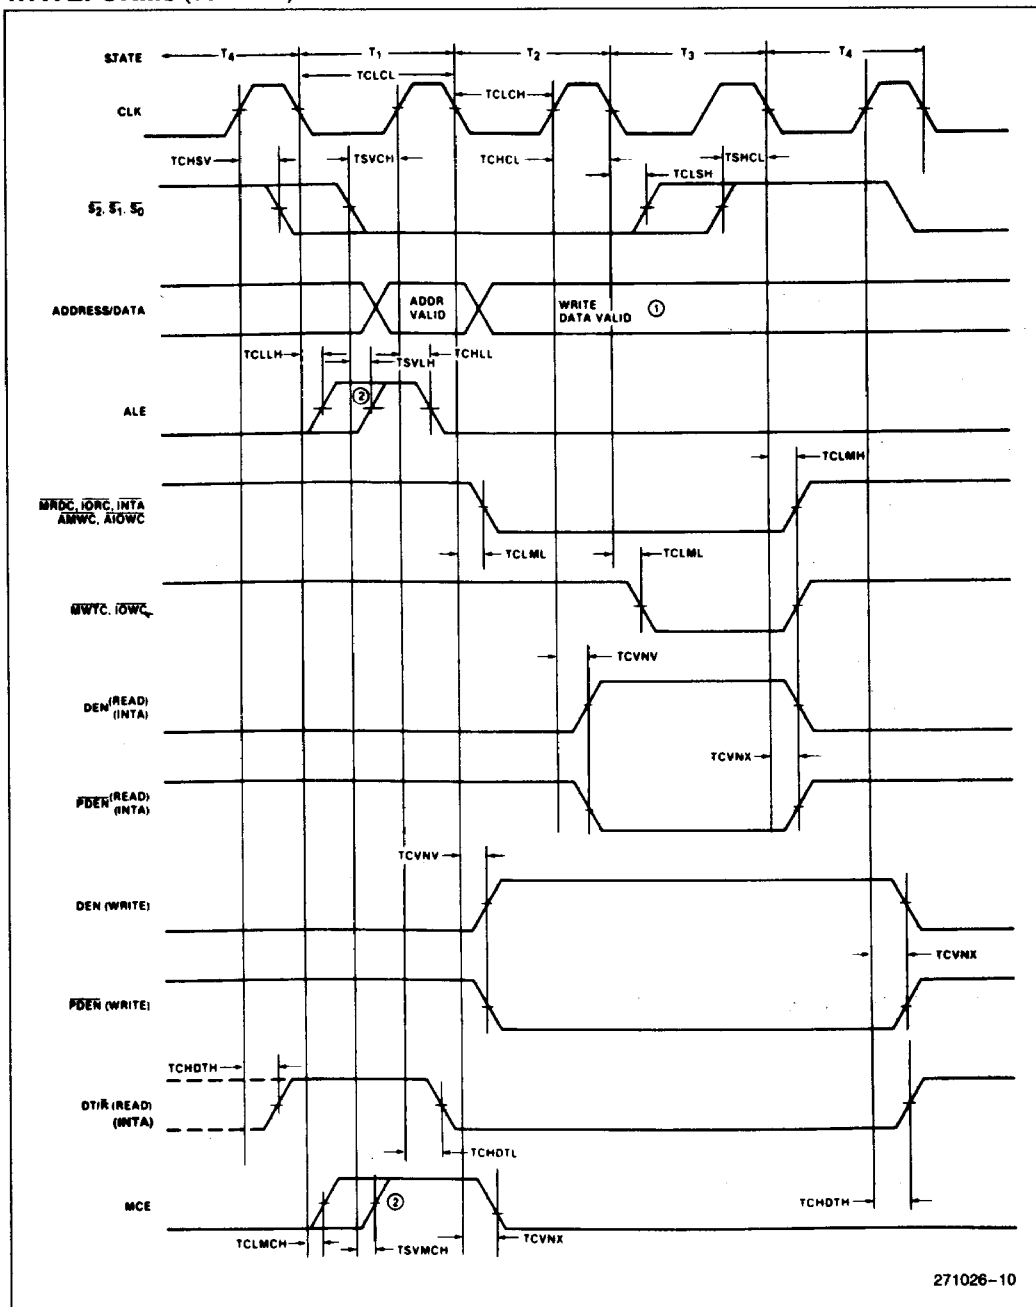 STATE
T4
T1
T2
T3
T4
TCLCL
TCLCH
CLK
TCHSV
TSVCH
TCHCL
TSHCL
TCLSH
S2, S1, S0
ADDRESS/DATA
ADDR
VALID
WRITE
DATA VALID ①
TCLLH
TSVLH
TCHLL
ALE
②
TCLMH
MRDC, IORC, INTA
AMWC, AIOWC
TCLML
TCLML
MWTC, IOWC
TCVNV
DEN (READ)
(INTA)
TCVNX
PDEN (READ)
(INTA)
TCVNV
DEN (WRITE)
TCVNX
PDEN (WRITE)
TCHDTH
DT/R (READ)
(INTA)
TCHDTL
MCE
②
TCHDTH
TCLMCH
TSVMCH
TCVNX
271026-10